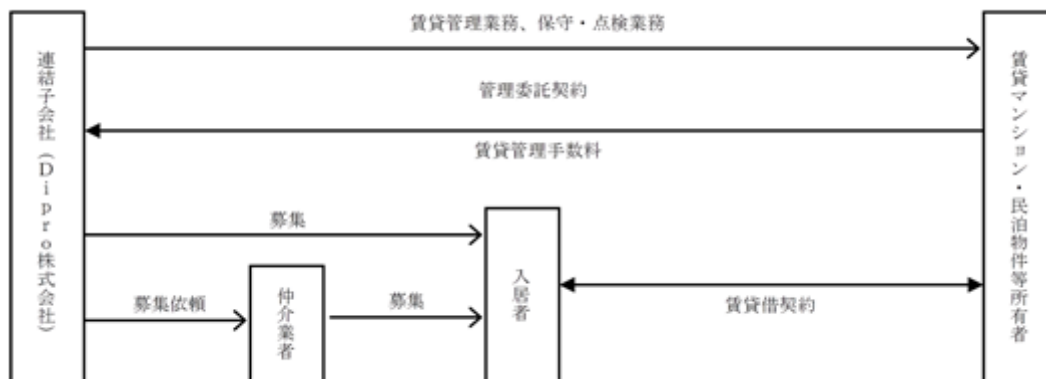 賃貸管理業務、保守・点検業務
連結子会社（Dipro株式会社）
賃貸マンション・民泊物件等所有者
管理委託契約
賃貸管理手数料
募集
入居者
募集依頼
仲介業者
募集
賃貸借契約